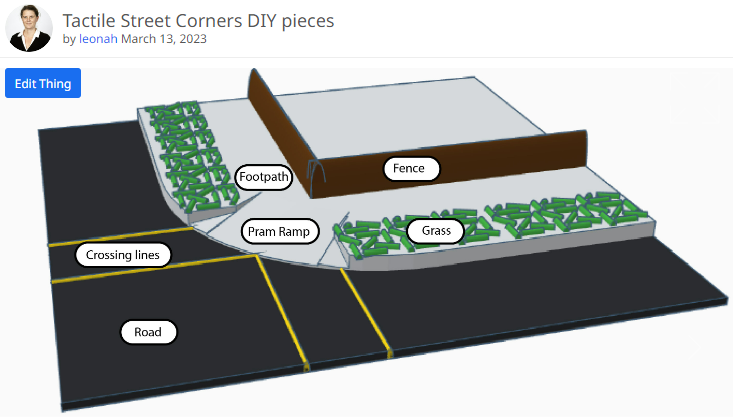 Tactile Street Corners DIY pieces
by leonah March 13, 2023
Edit Thing
Fence
Footpath
Pram Ramp
Grass
Crossing lines
Road